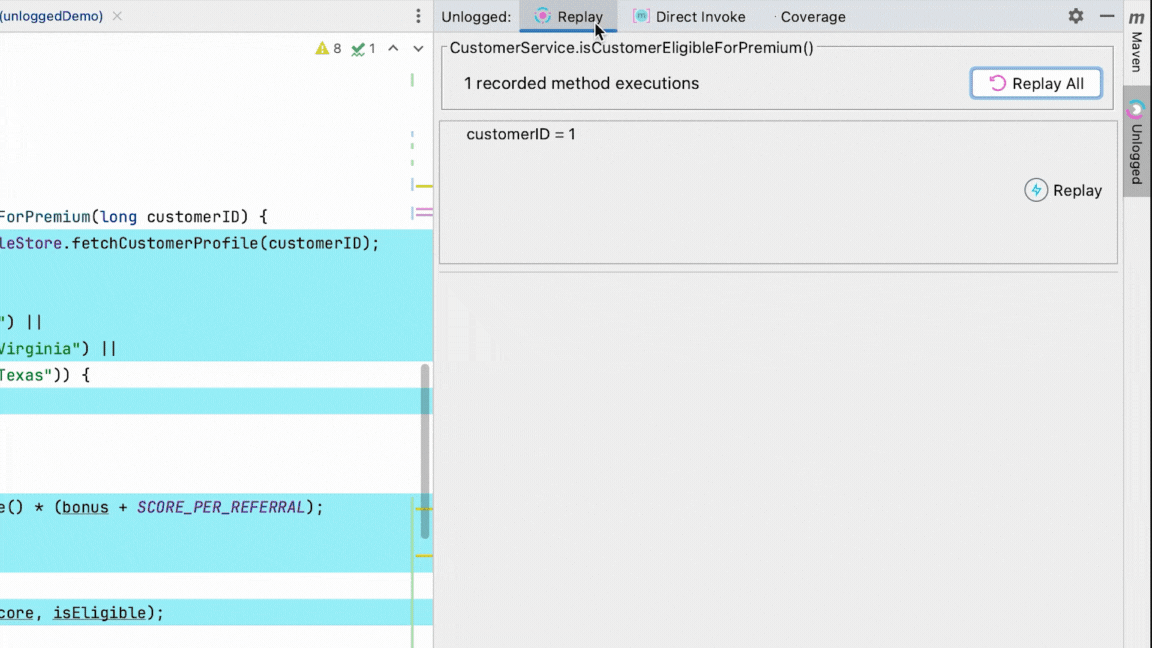 (unloggedDemo)
Unlogged: Replay Direct Invoke Coverage
8 1
CustomerService.isCustomerEligibleForPremium()
1 recorded method executions
Replay All
customerID = 1
Replay
ForPremium(long customerID) {
leStore.fetchCustomerProfile(customerID);
") ||
Virginia") ||
Texas")) {
e() * (bonus + SCORE_PER_REFERRAL);
core, isEligible);
m
Maven
Unlogged